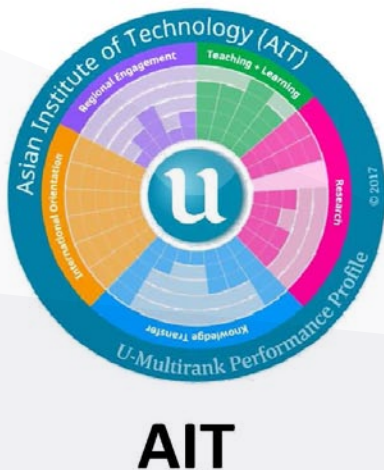 Asian Institute of Technology (AIT)
Regional Engagement
Teaching + Learning
International Orientation
Research
© 2017
u
Knowledge Transfer
U-Multirank Performance Profile
AIT